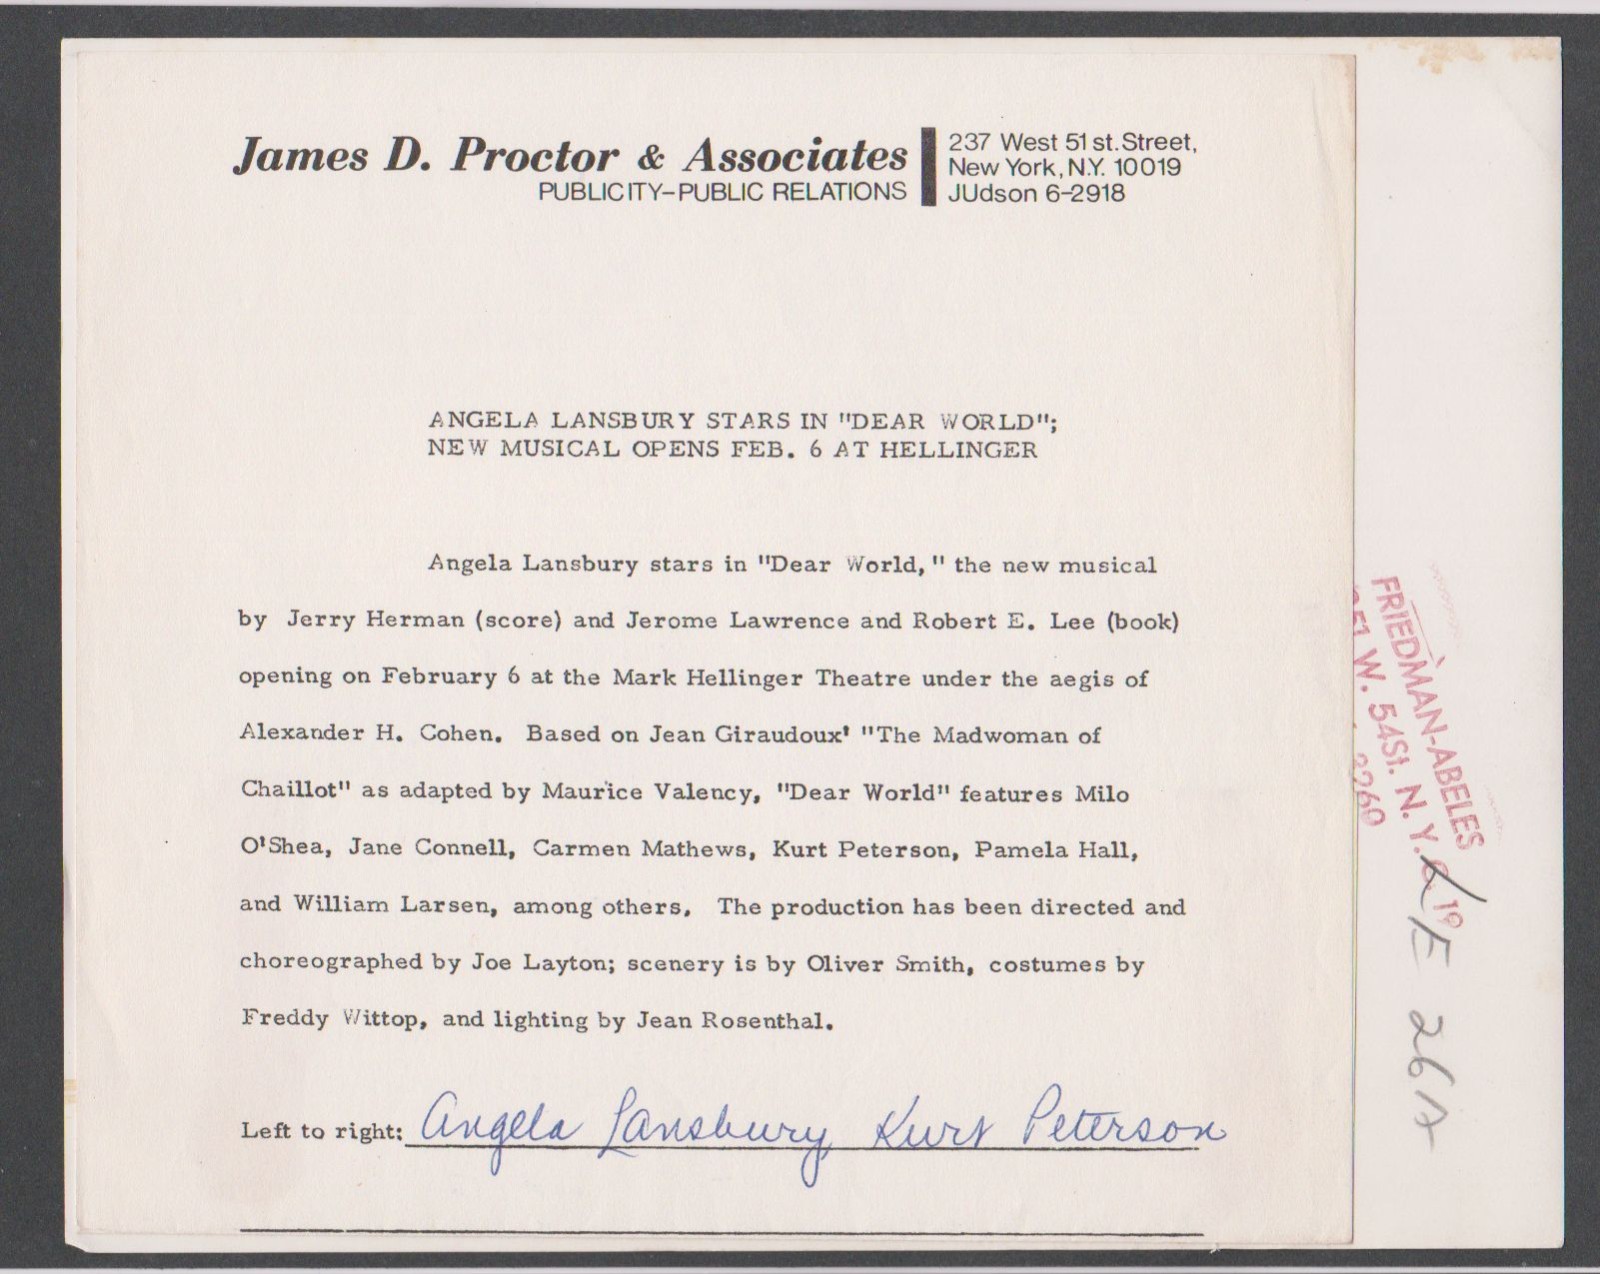 James D. Proctor & Associates
PUBLICITY-PUBLIC RELATIONS
237 West 51 st. Street,
New York, N.Y. 10019
JUdson 6-2918
ANGELA LANSBURY STARS IN "DEAR WORLD";
NEW MUSICAL OPENS FEB. 6 AT HELLINGER
Angela Lansbury stars in "Dear World," the new musical
by Jerry Herman (score) and Jerome Lawrence and Robert E. Lee (book)
opening on February 6 at the Mark Hellinger Theatre under the aegis of
Alexander H. Cohen. Based on Jean Giraudoux' "The Madwoman of
Chaillot" as adapted by Maurice Valency, "Dear World" features Milo
O'Shea, Jane Connell, Carmen Mathews, Kurt Peterson, Pamela Hall,
and William Larsen, among others. The production has been directed and
choreographed by Joe Layton; scenery is by Oliver Smith, costumes by
Freddy Wittop, and lighting by Jean Rosenthal.
Left to right: Angela Lansbury Kurt Peterson
FRIEDMAN-ABELES
W. 54St. N. Y. 19
26A